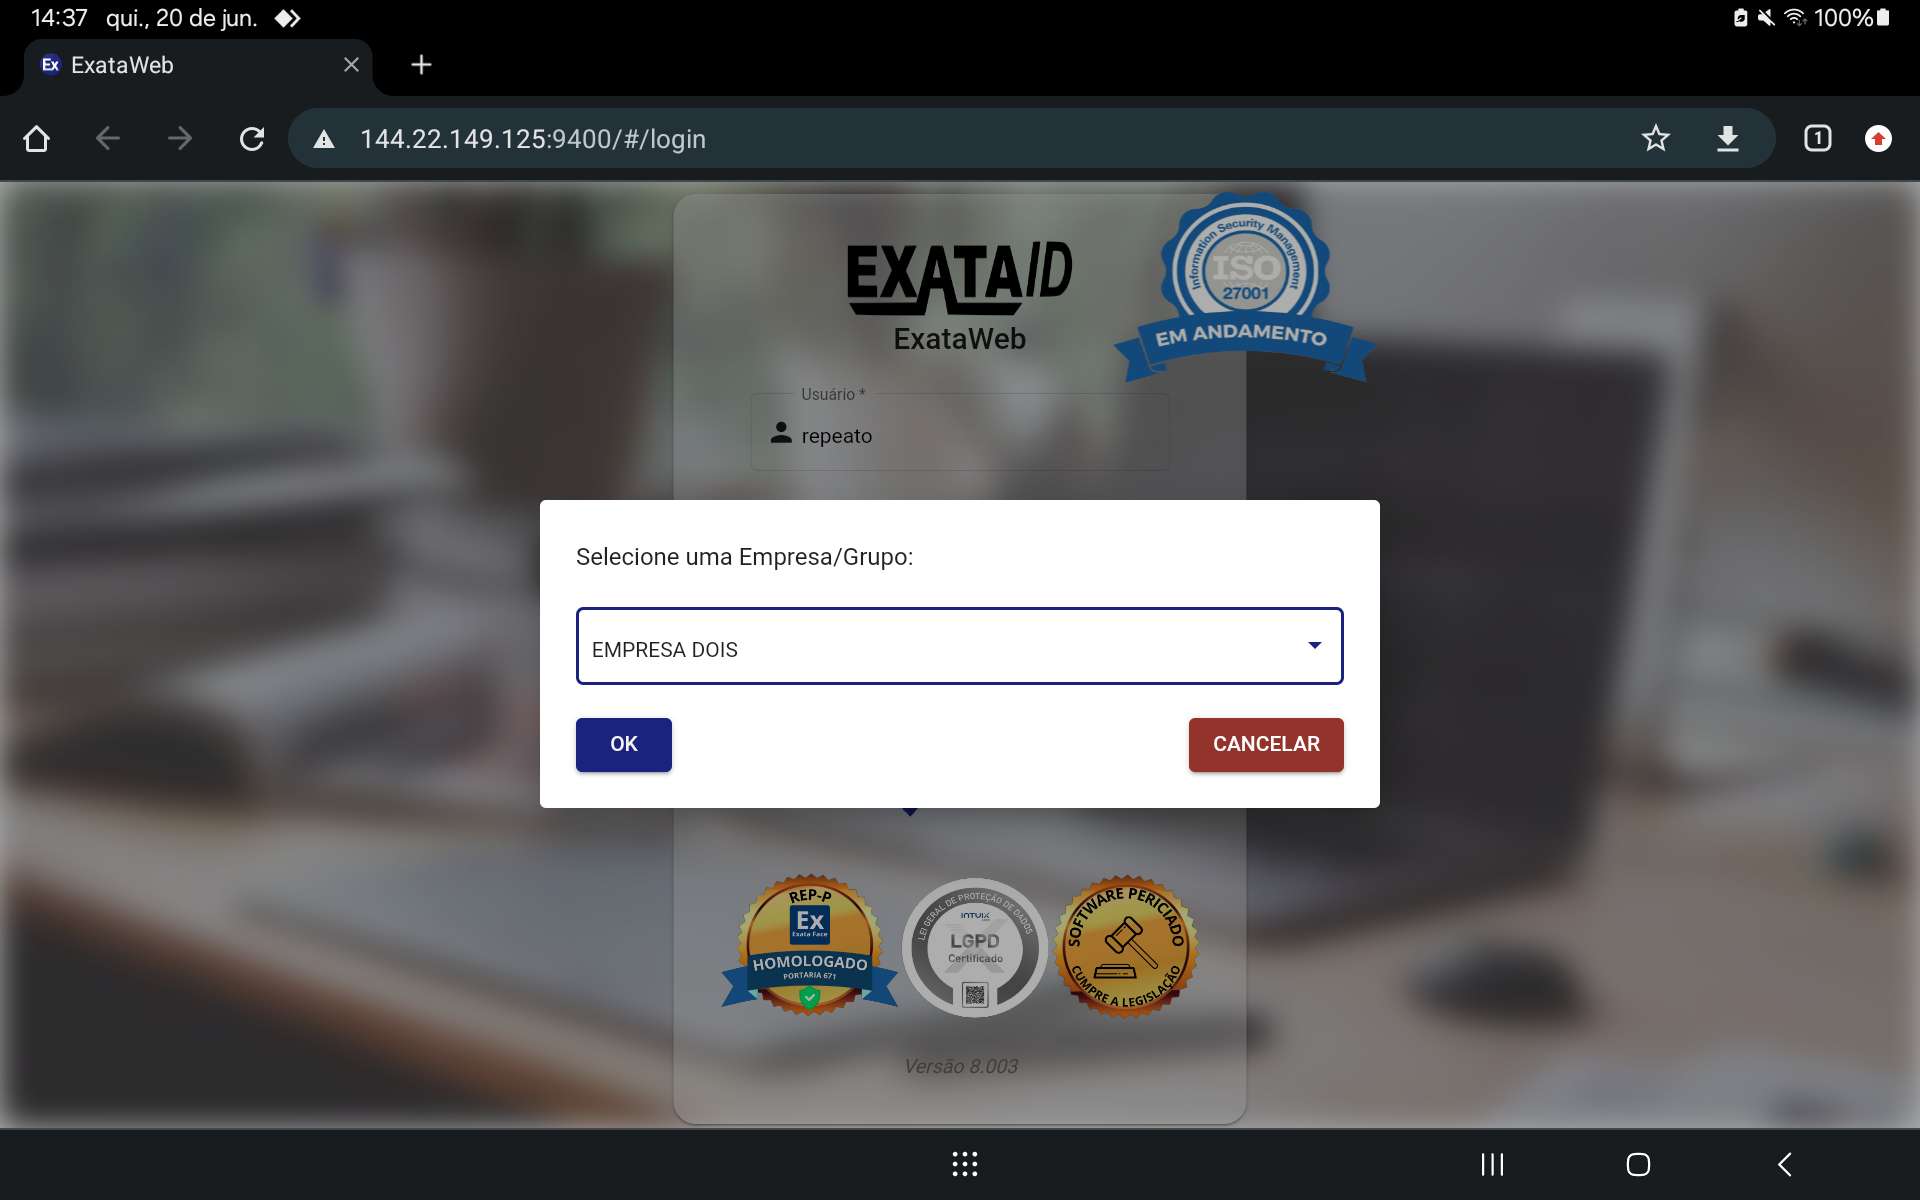 14:37 qui., 20 de jun.
100%
Ex ExataWeb
144.22.149.125:9400/#/login
1
EXATAID
ExataWeb
Information Security Management
ISO
27001
EM ANDAMENTO
Usuário *
repeato
Selecione uma Empresa/Grupo:
EMPRESA DOIS
OK
CANCELAR
REP-P
Ex
Exata Face
HOMOLOGADO
PORTARIA 671
LEI GERAL DE PROTEÇÃO DE DADOS
INTUIX
LGPD
Certificado
SOFTWARE PERICIADO
CUMPRE A LEGISLAÇÃO
Versão 8.003